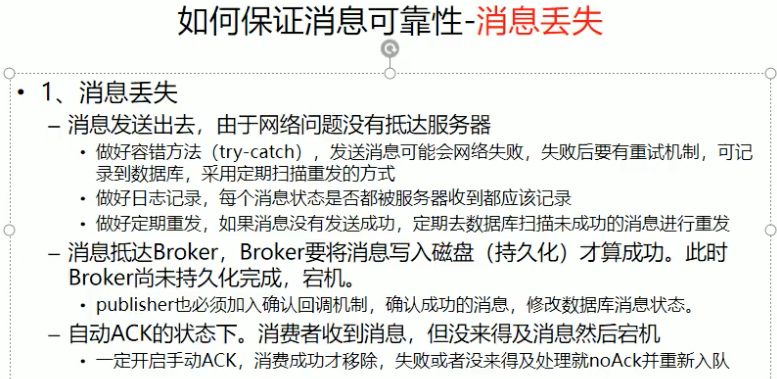 如何保证消息可靠性-消息丢失
• 1、消息丢失
– 消息发送出去，由于网络问题没有抵达服务器
• 做好容错方法（try-catch），发送消息可能会网络失败，失败后要有重试机制，可记
录到数据库，采用定期扫描重发的方式
• 做好日志记录，每个消息状态是否都被服务器收到都应该记录
• 做好定期重发，如果消息没有发送成功，定期去数据库扫描未成功的消息进行重发
– 消息抵达Broker，Broker要将消息写入磁盘（持久化）才算成功。此时
Broker尚未持久化完成，宕机。
• publisher也必须加入确认回调机制，确认成功的消息，修改数据库消息状态。
– 自动ACK的状态下。消费者收到消息，但没来得及消息然后宕机
• 一定开启手动ACK，消费成功才移除，失败或者没来得及处理就noAck并重新入队